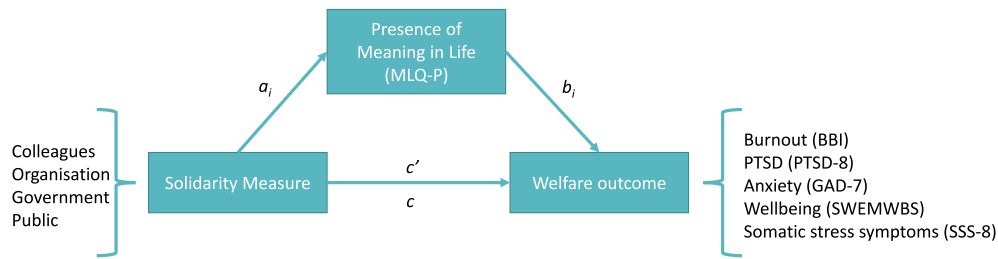 Presence of
Meaning in Life
(MLQ-P)
a_i
b_i
Colleagues
Organisation
Government
Public
Solidarity Measure
c’
c
Welfare outcome
Burnout (BBI)
PTSD (PTSD-8)
Anxiety (GAD-7)
Wellbeing (SWEMWBS)
Somatic stress symptoms (SSS-8)